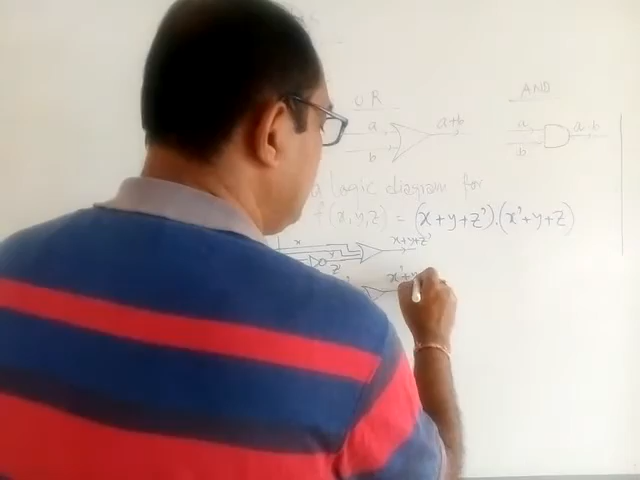 OR
AND
a
a+b
b
a
a.b
b
a logic diagram for
f(x,y,z) = (x+y+z').(x'+y+z)
x
x+y+z'
y
z'
x'+y